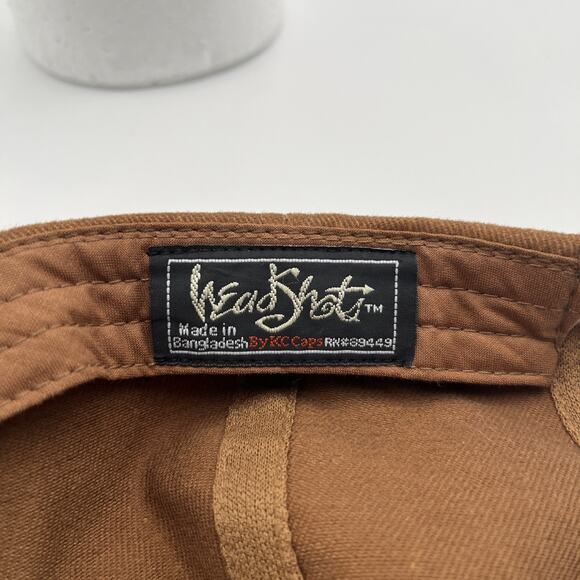 HeadShots™
Made in
Bangladesh By KC Caps RN#89449